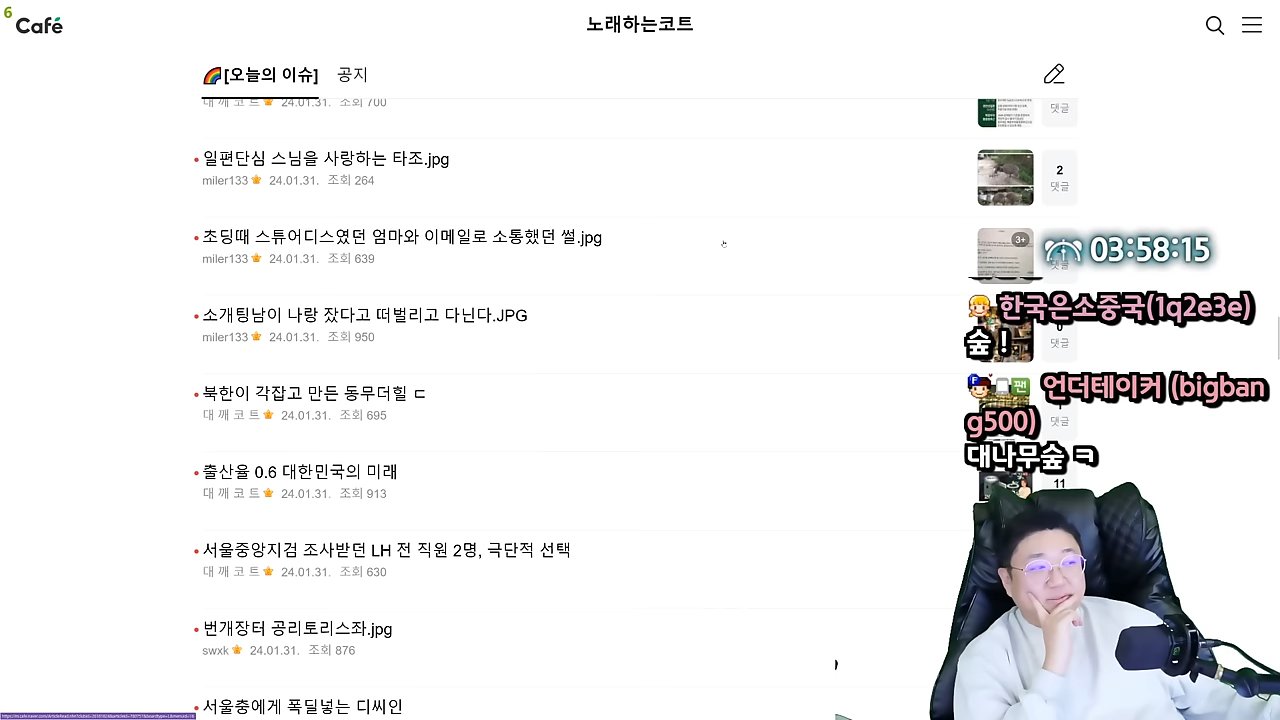 6
Café
노래하는코트
🌈[오늘의 이슈] 공지
대 깨 코 트 24.01.31. 조회 700
댓글
일편단심 스님을 사랑하는 타조.jpg
miler133 24.01.31. 조회 264
2
댓글
초딩때 스튜어디스였던 엄마와 이메일로 소통했던 썰.jpg
miler133 24.01.31. 조회 639
3+
03:58:15
소개팅남이 나랑 잤다고 떠벌리고 다닌다.JPG
miler133 24.01.31. 조회 950
0
댓글
한국은소중국(1q2e3e)
숲 !
북한이 각잡고 만든 동무더힐 ㄷ
대 깨 코 트 24.01.31. 조회 695
댓글
언더테이커 (bigban
g500)
대나무숲 ㅋ
출산율 0.6 대한민국의 미래
대 깨 코 트 24.01.31. 조회 913
11
서울중앙지검 조사받던 LH 전 직원 2명, 극단적 선택
대 깨 코 트 24.01.31. 조회 630
번개장터 공리토리스좌.jpg
swxk 24.01.31. 조회 876
서울충에게 폭딜넣는 디씨인